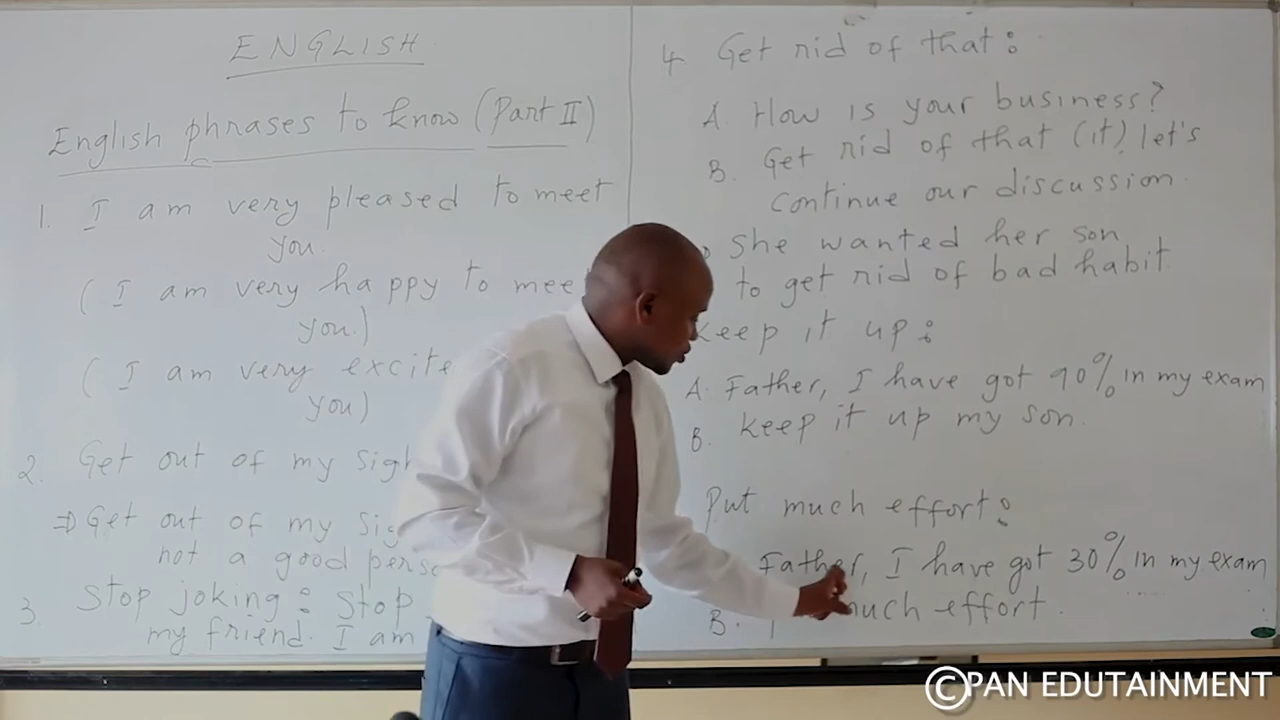 ENGLISH
English phrases to know (Part II)
1. I am very pleased to meet
you.
( I am very happy to
you.)
( I am very
you)
2. Get out of my
⇒ Get out of my
not a good
3. Stop joking: Stop
my friend. I am
4. Get rid of that:
A. How is your business?
B. Get rid of that (it) let's
continue our discussion.
She wanted her son
to get rid of bad habit.
Keep it up:
A. Father, I have got 90% in my exam
B. Keep it up my son.
Put much effort:
Father, I have got 30% in my exam
B. much effort.
©PAN EDUTAINMENT